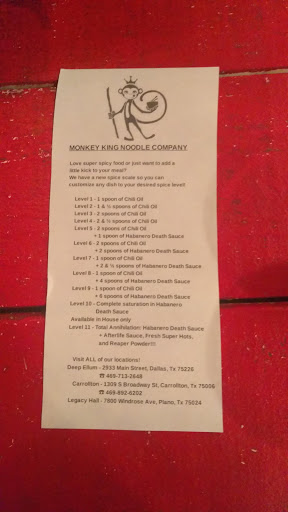 MONKEY KING NOODLE COMPANY
Love super spicy food or just want to add a
little kick to your meal?
We have a new spice scale so you can
customize any dish to your desired spice level!
Level 1 - 1 spoon of Chili Oil
Level 2 - 1 & ½ spoons of Chili Oil
Level 3 - 2 spoons of Chili Oil
Level 4 - 2 & ½ spoons of Chili Oil
Level 5 - 2 spoons of Chili Oil
+ 1 spoon of Habanero Death Sauce
Level 6 - 2 spoons of Chili Oil
+ 2 spoons of Habanero Death Sauce
Level 7 - 1 spoon of Chili Oil
+ 2 & ½ spoons of Habanero Death Sauce
Level 8 - 1 spoon of Chili Oil
+ 4 spoons of Habanero Death Sauce
Level 9 - 1 spoon of Chili Oil
+ 6 spoons of Habanero Death Sauce
Level 10 - Complete saturation in Habanero
Death Sauce
Available in House only
Level 11 - Total Annihilation: Habanero Death Sauce
+ Afterlife Sauce, Fresh Super Hots,
and Reaper Powder!!!
Visit ALL of our locations!
Deep Ellum - 2933 Main Street, Dallas, Tx 75226
☎ 469-713-2648
Carrollton - 1309 S Broadway St, Carrollton, Tx 75006
☎ 469-892-6202
Legacy Hall - 7800 Windrose Ave, Plano, Tx 75024